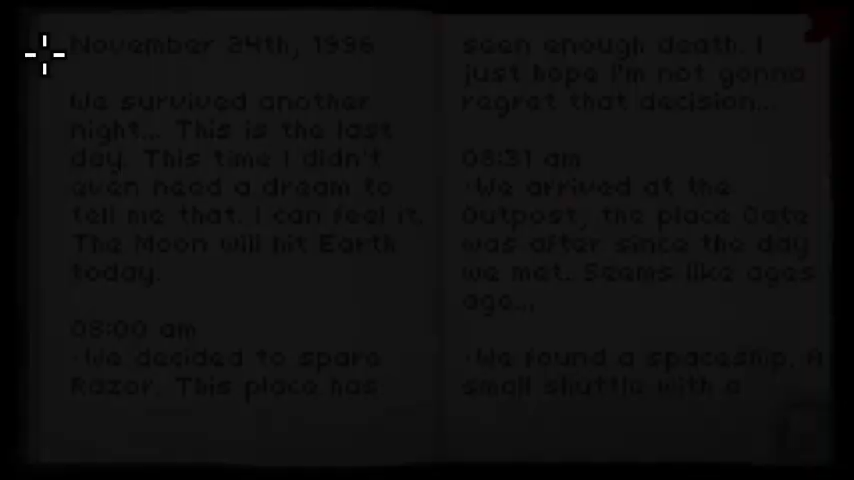 November 24th, 1996
We survived another
night... This is the last
day. This time I didn't
even need a dream to
tell me that. I can feel it.
The Moon will hit Earth
today.
08:00 am
-We decided to spare
Razor. This place has
seen enough death. I
just hope I'm not gonna
regret that decision...
08:31 am
-We arrived at the
Outpost, the place Gate
was after since the day
we met. Seems like ages
ago...
-We found a spaceship. A
small shuttle with a